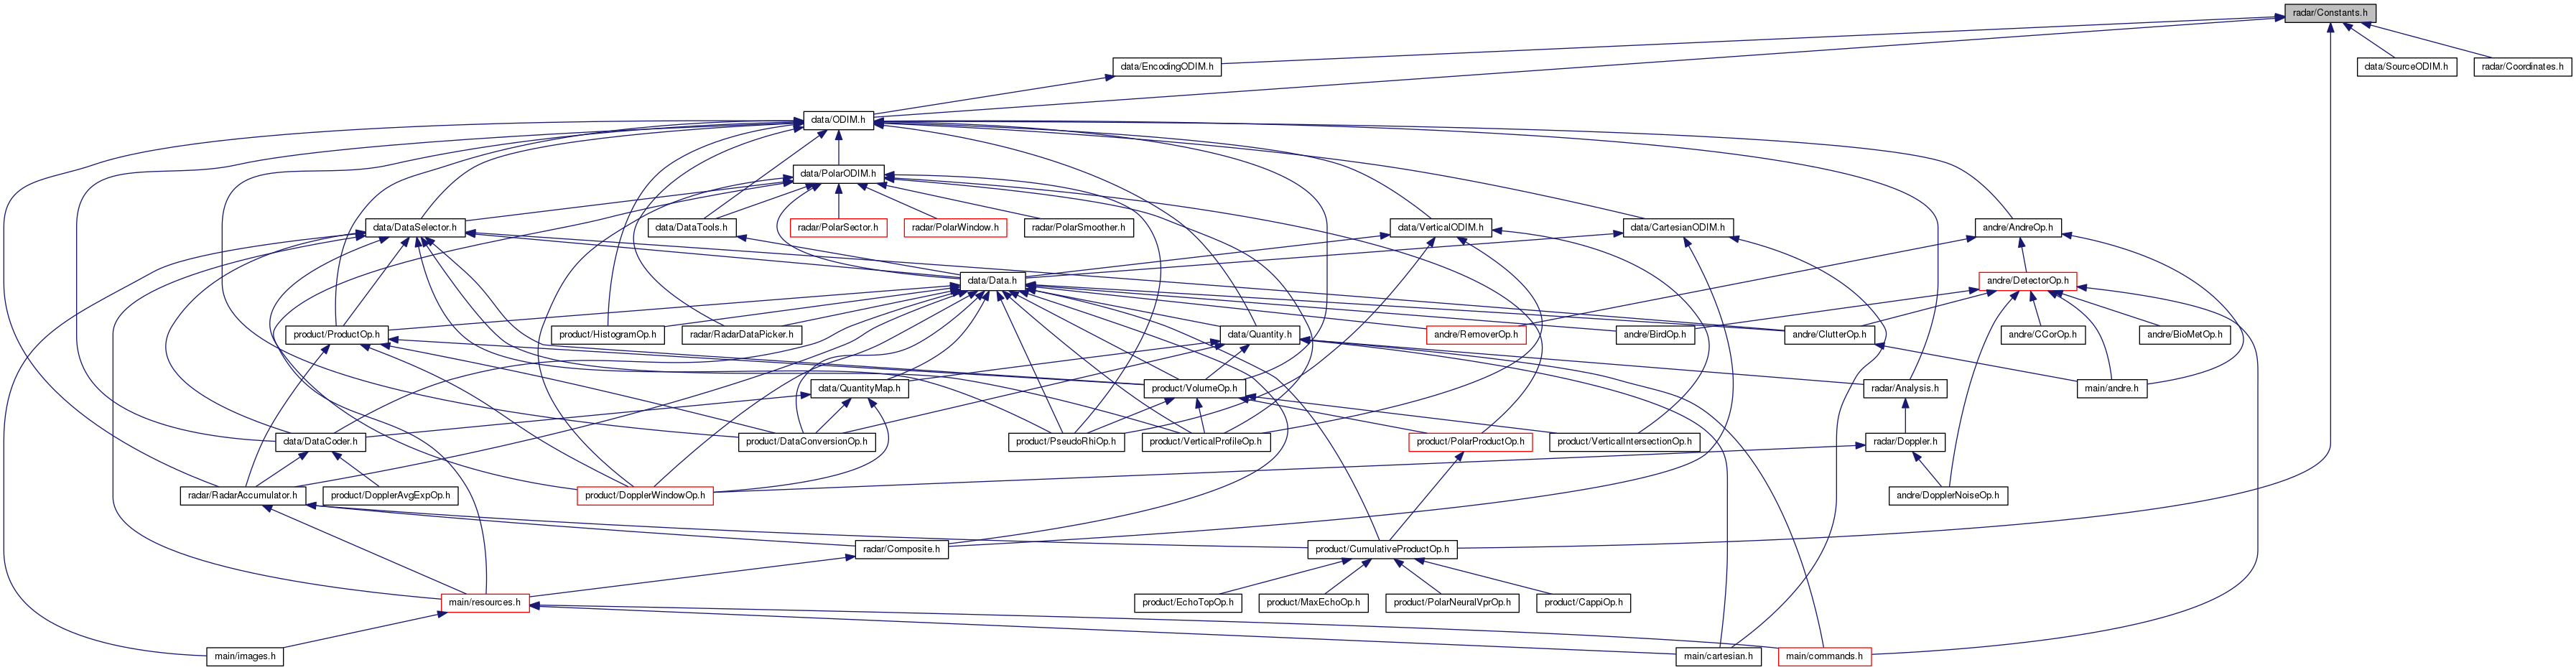 radar/Constants.h
data/EncodingODIM.h
data/SourceODIM.h
radar/Coordinates.h
data/ODIM.h
data/PolarODIM.h
data/DataSelector.h
data/DataTools.h
radar/PolarSector.h
radar/PolarWindow.h
radar/PolarSmoother.h
data/VerticalODIM.h
data/CartesianODIM.h
andre/AndreOp.h
data/Data.h
andre/DetectorOp.h
product/ProductOp.h
product/HistogramOp.h
radar/RadarDataPicker.h
andre/RemoverOp.h
data/Quantity.h
andre/BirdOp.h
andre/ClutterOp.h
andre/CCorOp.h
andre/BioMetOp.h
data/QuantityMap.h
product/VolumeOp.h
radar/Analysis.h
main/andre.h
data/DataCoder.h
product/DataConversionOp.h
product/PseudoRhiOp.h
product/VerticalProfileOp.h
product/PolarProductOp.h
product/VerticalIntersectionOp.h
radar/Doppler.h
radar/RadarAccumulator.h
product/DopplerAvgExpOp.h
product/DopplerWindowOp.h
andre/DopplerNoiseOp.h
radar/Composite.h
product/CumulativeProductOp.h
main/resources.h
product/EchoTopOp.h
product/MaxEchoOp.h
product/PolarNeuralVprOp.h
product/CappiOp.h
main/images.h
main/cartesian.h
main/commands.h